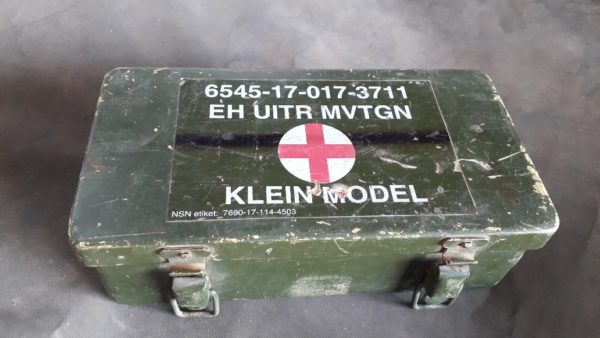 6545-17-017-3711
EH UITR MVTGN
KLEIN MODEL
NSN etiket: 7690-17-114-4503